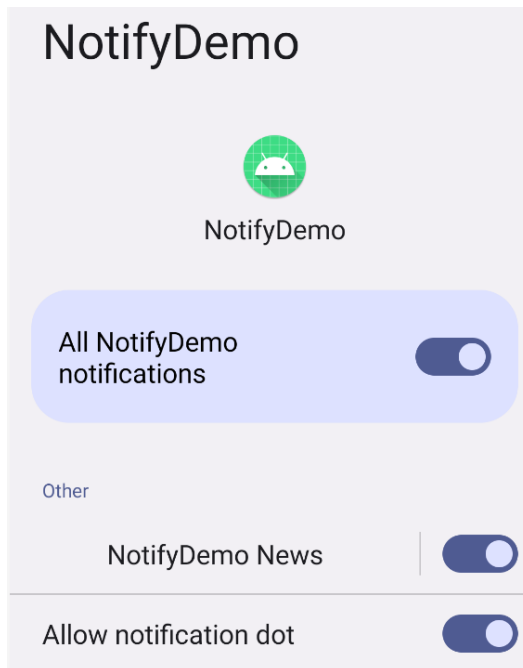 NotifyDemo
NotifyDemo
All NotifyDemo
notifications
Other
NotifyDemo News
Allow notification dot